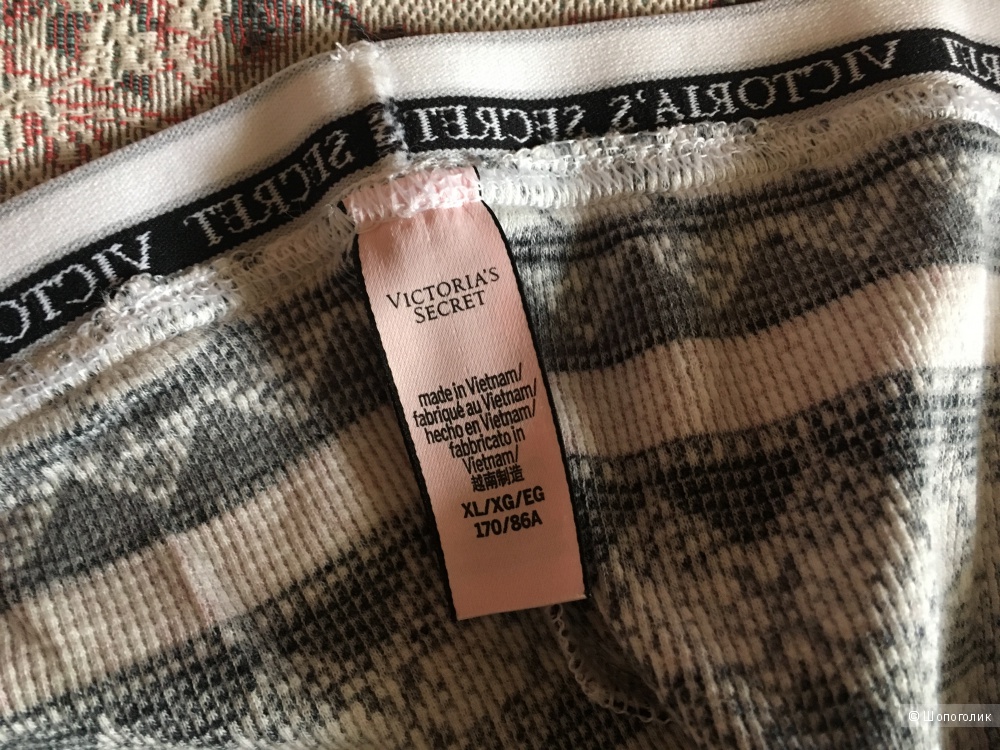 VICTORIA'S SECRET
VICTORIA'S SECRET
VICTORIA'S
SECRET
made in Vietnam/
fabriqué au Vietnam/
hecho en Vietnam/
fabbricato in
Vietnam/
越南制造
XL/XG/EG
170/86A
© Шопоголик